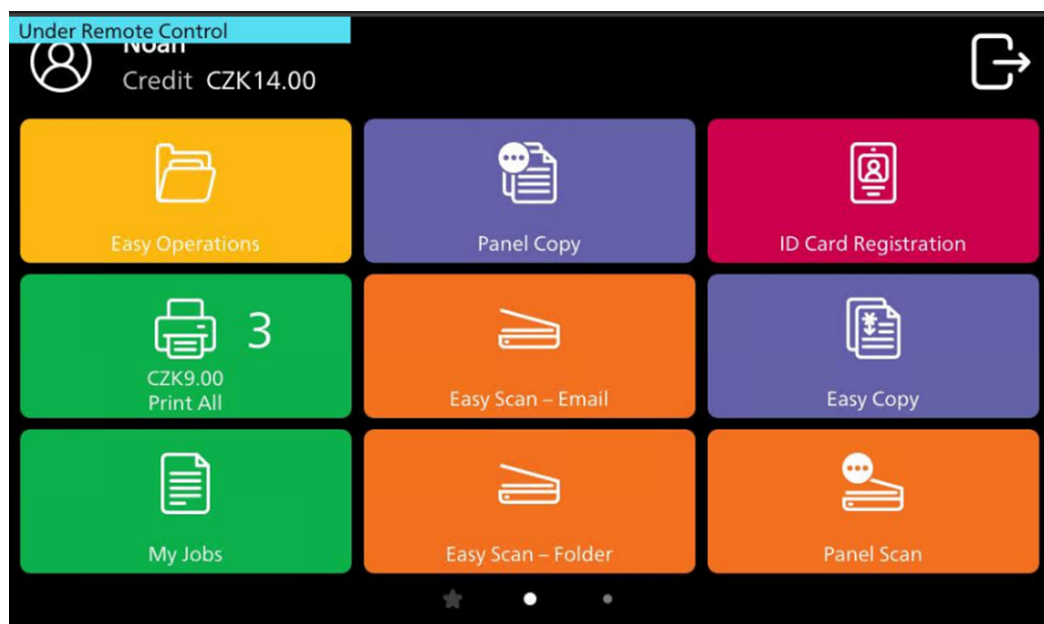 Under Remote Control
Noah
Credit CZK14.00
Easy Operations
Panel Copy
ID Card Registration
3
CZK9.00
Print All
Easy Scan – Email
Easy Copy
My Jobs
Easy Scan – Folder
Panel Scan